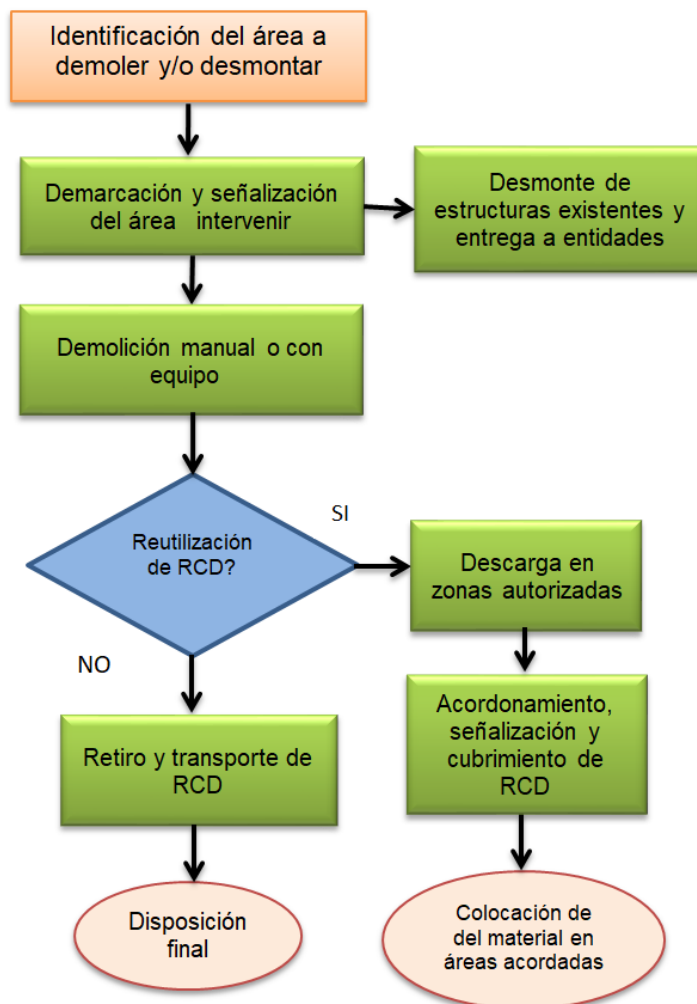 Identificación del área a
demoler y/o desmontar
Demarcación y señalización
del área intervenir
Desmonte de
estructuras existentes y
entrega a entidades
Demolición manual o con
equipo
Reutilización
de RCD?
SI
Descarga en
zonas autorizadas
NO
Retiro y transporte de
RCD
Acordonamiento,
señalización y
cubrimiento de
RCD
Disposición
final
Colocación de
del material en
áreas acordadas